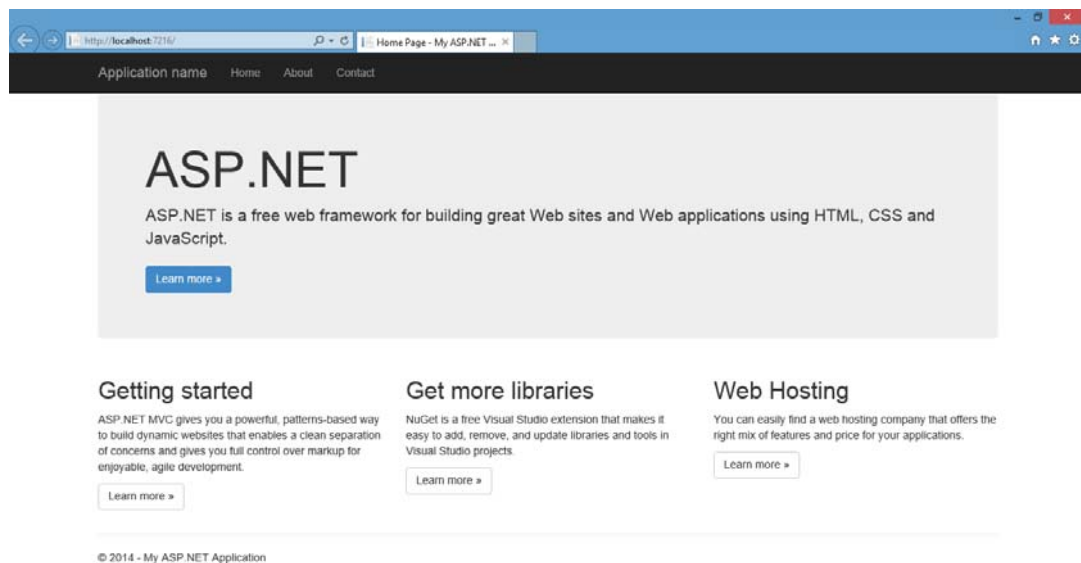 http://localhost:7216/
Home Page - My ASP.NET ...
Application name Home About Contact
ASP.NET
ASP.NET is a free web framework for building great Web sites and Web applications using HTML, CSS and
JavaScript.
Learn more »
Getting started
ASP.NET MVC gives you a powerful, patterns-based way
to build dynamic websites that enables a clean separation
of concerns and gives you full control over markup for
enjoyable, agile development.
Learn more »
Get more libraries
NuGet is a free Visual Studio extension that makes it
easy to add, remove, and update libraries and tools in
Visual Studio projects.
Learn more »
Web Hosting
You can easily find a web hosting company that offers the
right mix of features and price for your applications.
Learn more »
© 2014 - My ASP.NET Application